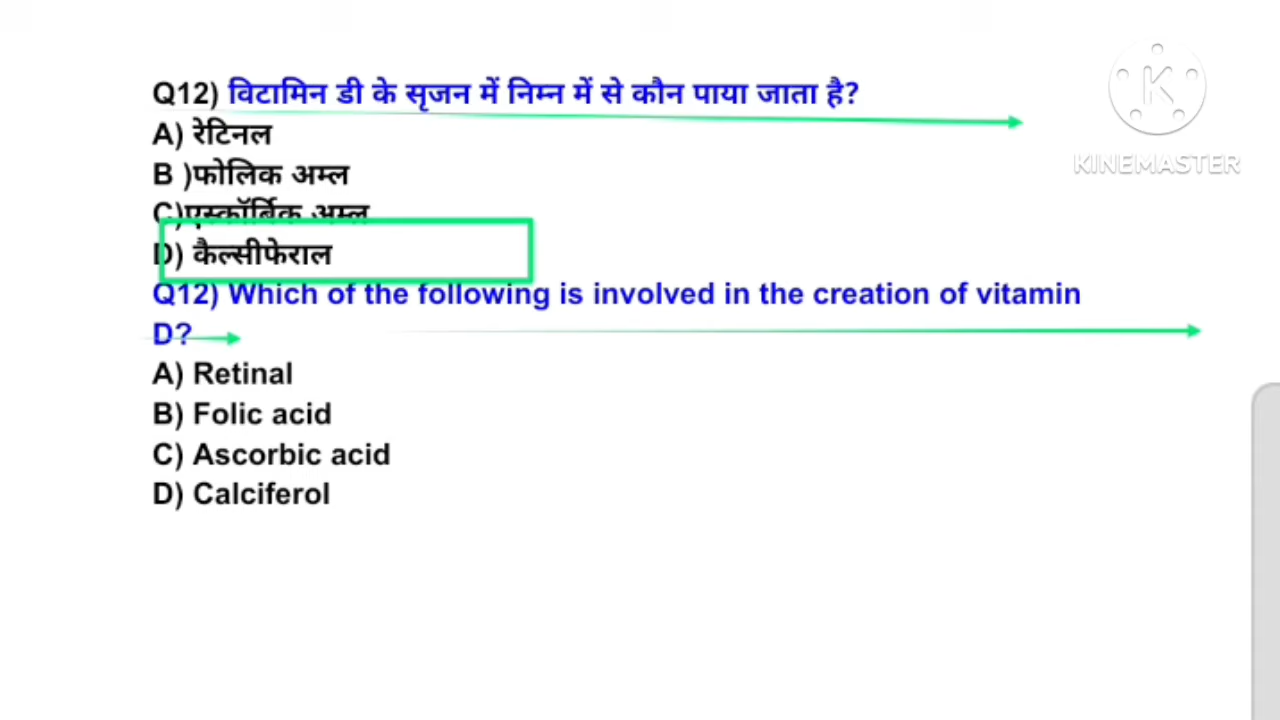 Q12) विटामिन डी के सृजन में निम्न में से कौन पाया जाता है?
A) रेटिनल
B )फोलिक अम्ल
C)एस्कॉर्बिक अम्ल
D) कैल्सीफेराल
Q12) Which of the following is involved in the creation of vitamin
D?
A) Retinal
B) Folic acid
C) Ascorbic acid
D) Calciferol
K
KINEMASTER